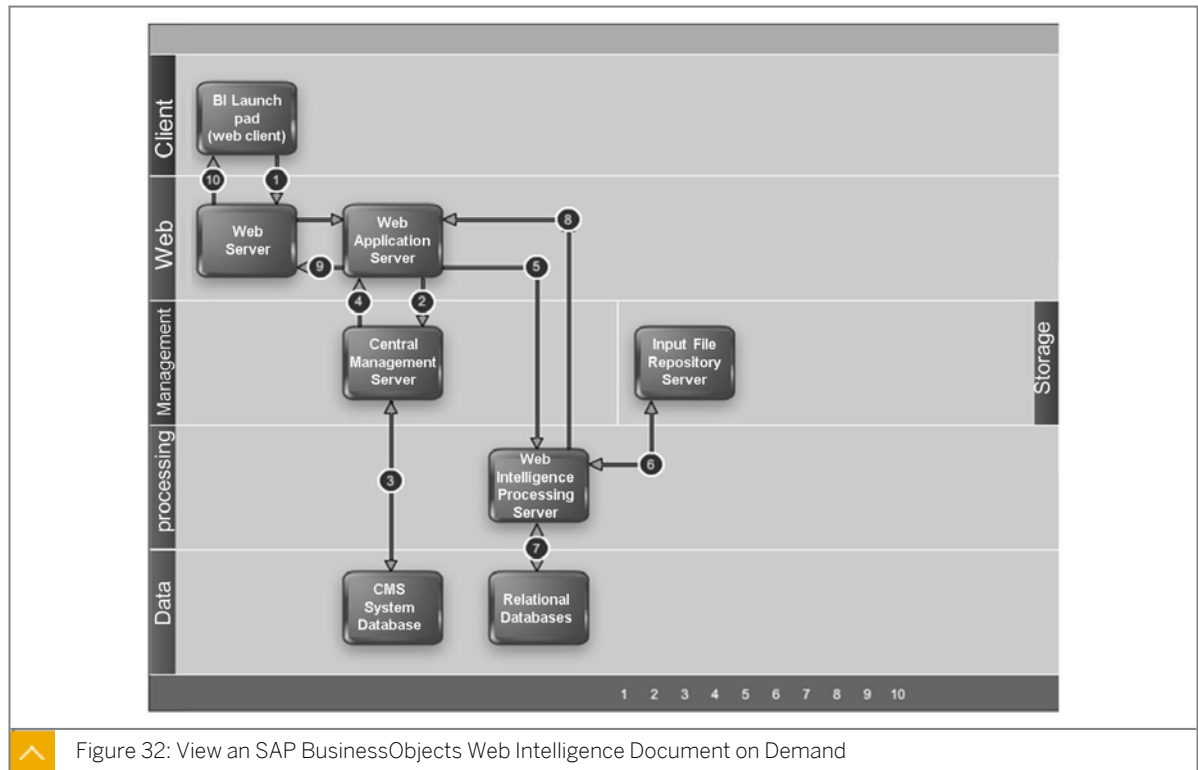 Client
BI Launch
pad
(web client)
10
1
Web
Web
Server
Web
Application
Server
8
9
5
4
2
Management
Central
Management
Server
Input File
Repository
Server
Storage
processing
Web
Intelligence
Processing
Server
6
3
7
Data
CMS
System
Database
Relational
Databases
1 2 3 4 5 6 7 8 9 10
Figure 32: View an SAP BusinessObjects Web Intelligence Document on Demand